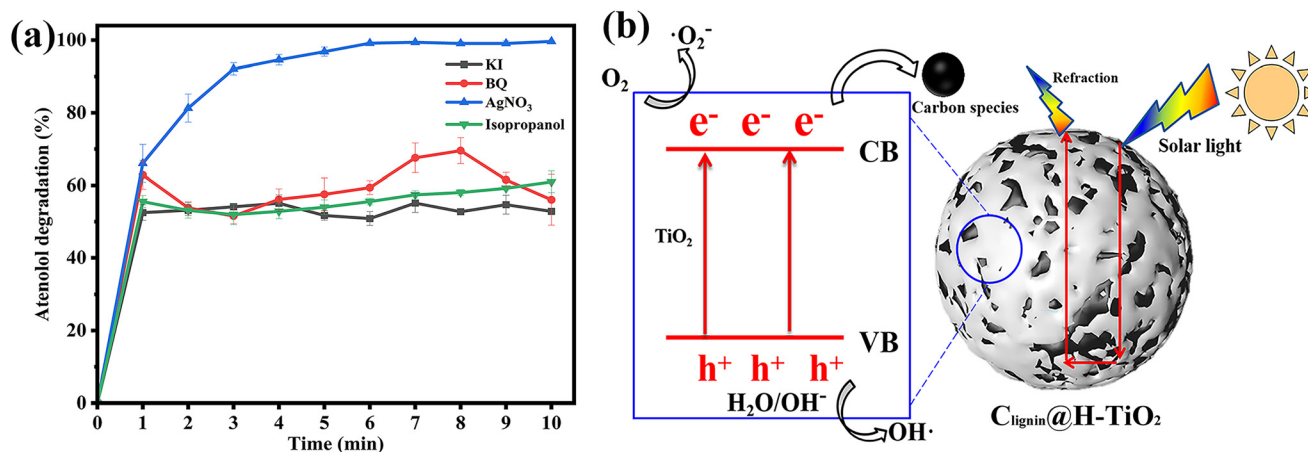 (a)
100
80
60
40
20
0
Atenolol degradation (%)
KI
BQ
AgNO₃
Isopropanol
0 1 2 3 4 5 6 7 8 9 10
Time (min)
(b)
·O₂⁻
O₂
Carbon species
e⁻ e⁻ e⁻
CB
TiO₂
VB
h⁺ h⁺ h⁺
H₂O/OH⁻
OH·
Refraction
Solar light
Clignin@H-TiO₂